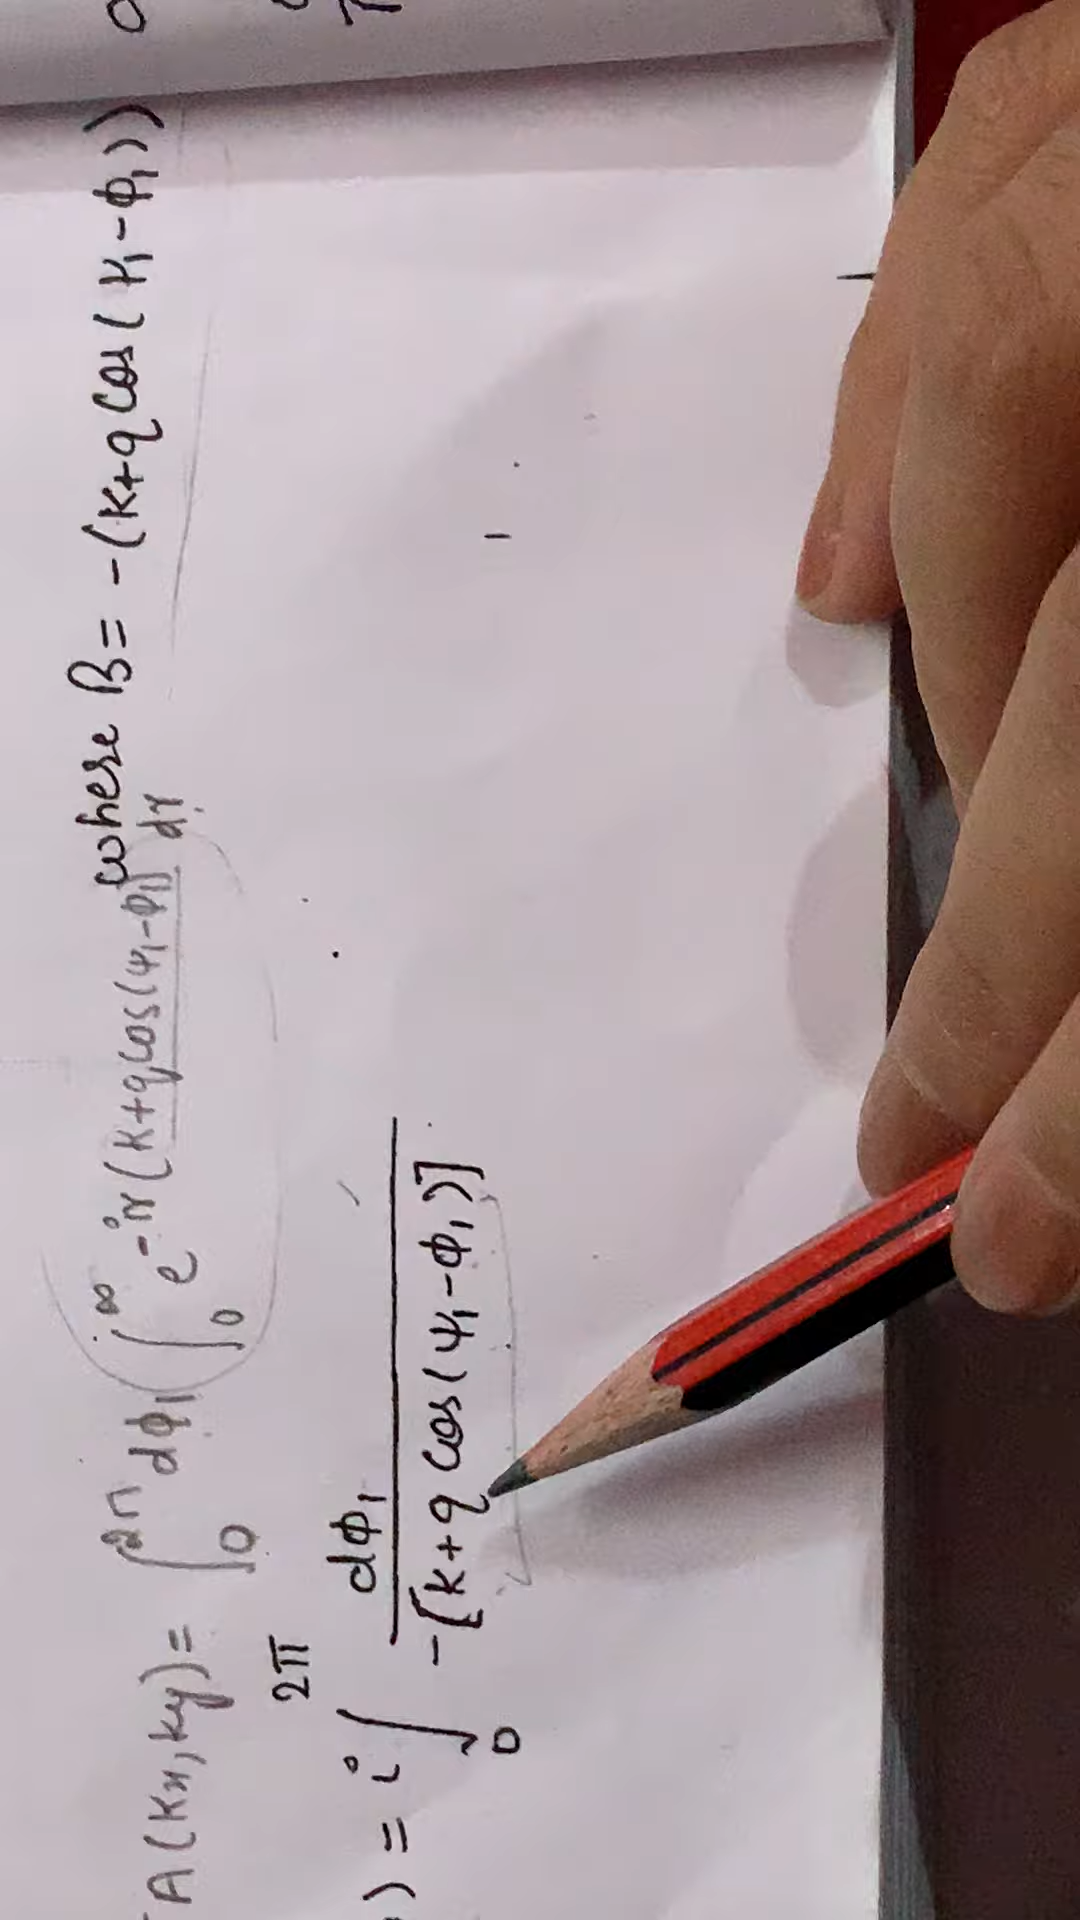 A(kx, ky) = ∫₀^2π dϕ₁ ∫₀^∞ e^-ir(k+q cos(ψ₁-ϕ₁)) dr where B = -(k+q cos(ψ₁-ϕ₁))
) = i ∫₀^2π dϕ₁ / -[k+q cos(ψ₁-ϕ₁)]